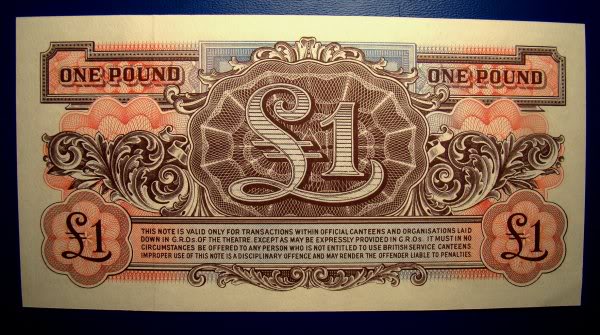 ONE POUND
ONE POUND
£1
£1
£1
THIS NOTE IS VALID ONLY FOR TRANSACTIONS WITHIN OFFICIAL CANTEENS AND ORGANISATIONS LAID
DOWN IN G.R.Os. OF THE THEATRE. EXCEPT AS MAY BE EXPRESSLY PROVIDED IN G.R.Os. IT MUST IN NO
CIRCUMSTANCES BE OFFERED TO ANY PERSON WHO IS NOT ENTITLED TO USE BRITISH SERVICE CANTEENS.
IMPROPER USE OF THIS NOTE IS A DISCIPLINARY OFFENCE AND MAY RENDER THE OFFENDER LIABLE TO PENALTIES.